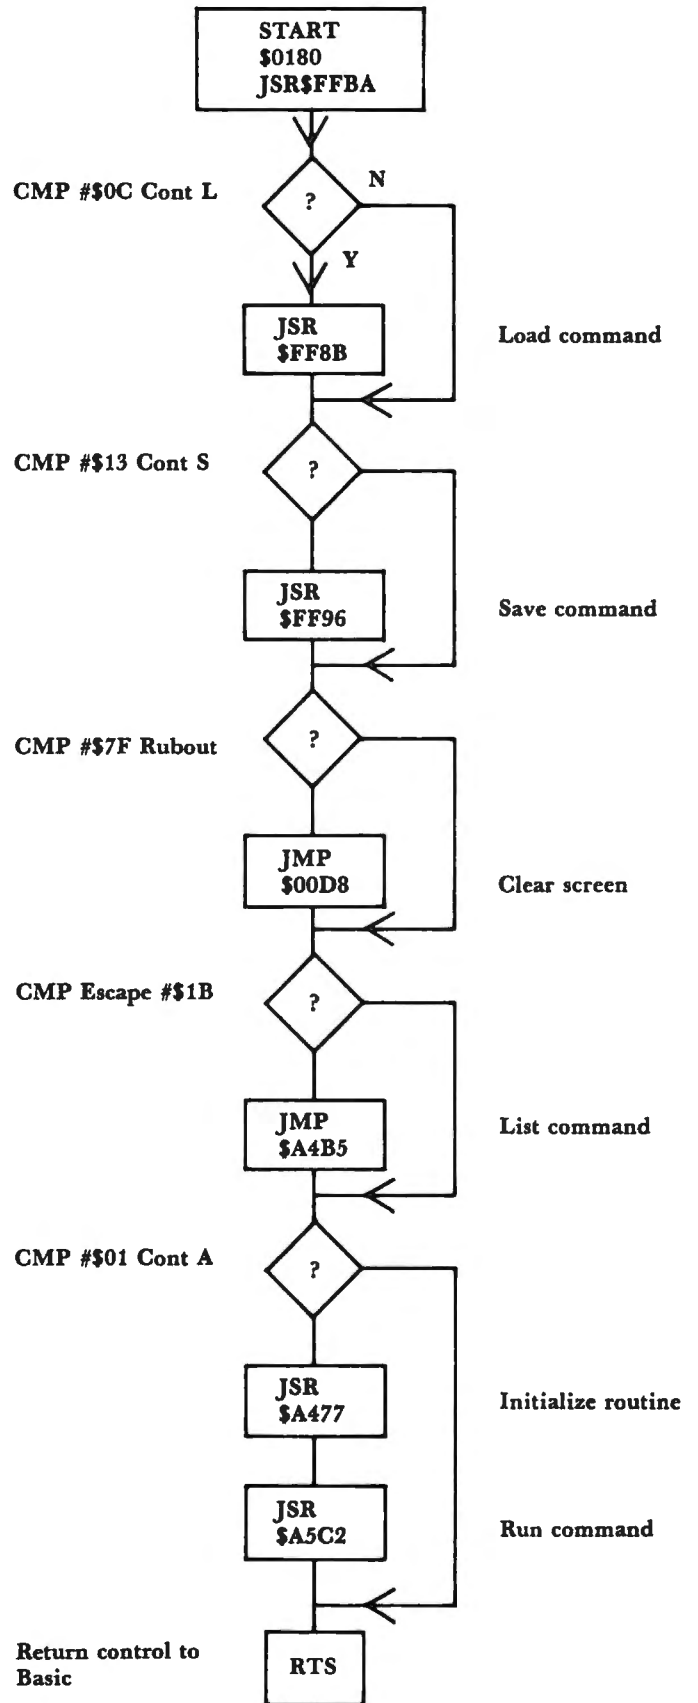 START
$0180
JSR$FFBA
CMP #$0C Cont L
?
N
Y
JSR
$FF8B
Load command
CMP #$13 Cont S
?
JSR
$FF96
Save command
CMP #$7F Rubout
?
JMP
$00D8
Clear screen
CMP Escape #$1B
?
JMP
$A4B5
List command
CMP #$01 Cont A
?
JSR
$A477
Initialize routine
JSR
$A5C2
Run command
Return control to
Basic
RTS